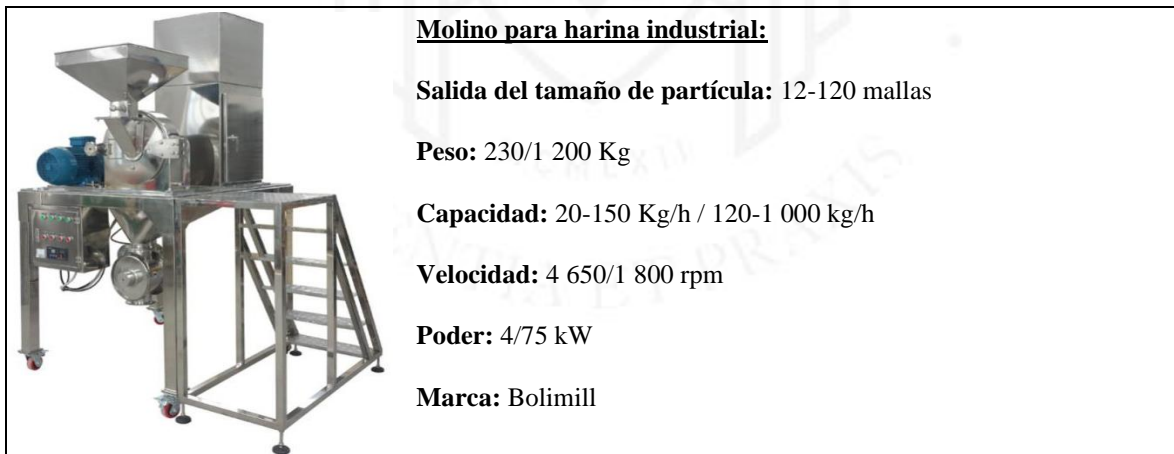 Molino para harina industrial:
Salida del tamaño de partícula: 12-120 mallas
Peso: 230/1 200 Kg
Capacidad: 20-150 Kg/h / 120-1 000 kg/h
Velocidad: 4 650/1 800 rpm
Poder: 4/75 kW
Marca: Bolimill